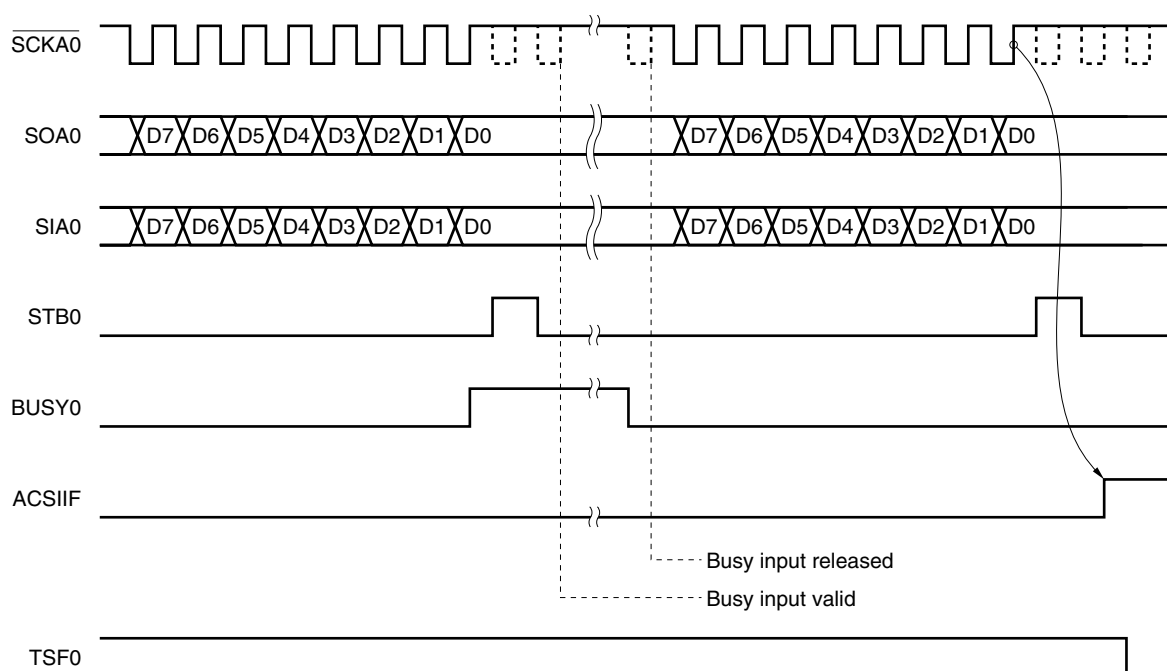 SCKA0
SOA0 D7 D6 D5 D4 D3 D2 D1 D0 D7 D6 D5 D4 D3 D2 D1 D0
SIA0 D7 D6 D5 D4 D3 D2 D1 D0 D7 D6 D5 D4 D3 D2 D1 D0
STB0
BUSY0
ACSIIF
Busy input released
Busy input valid
TSF0